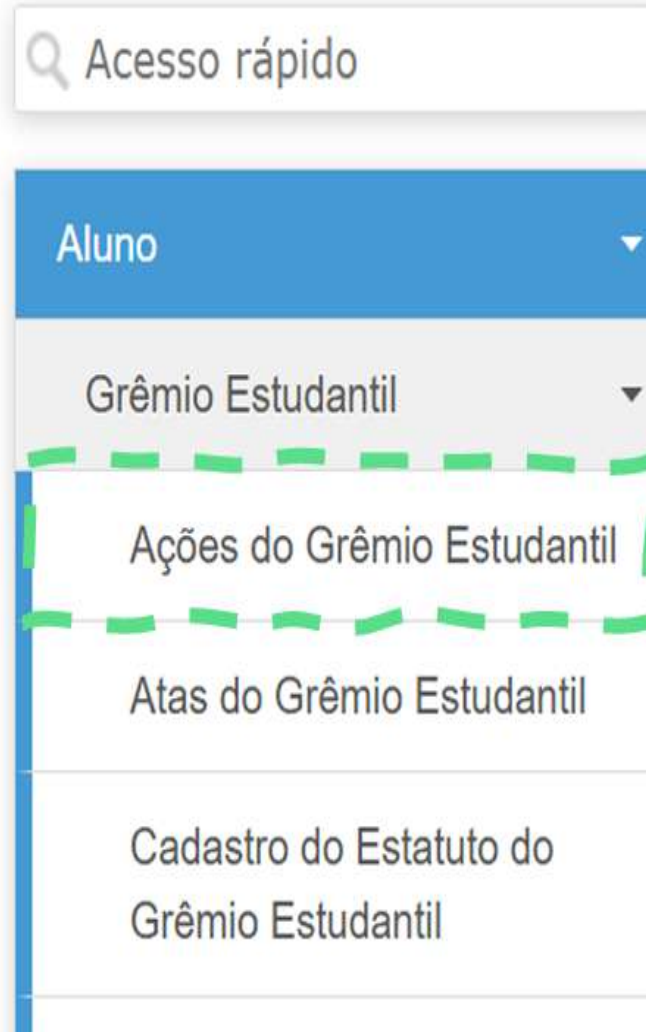 Acesso rápido
Aluno
Grêmio Estudantil
Ações do Grêmio Estudantil
Atas do Grêmio Estudantil
Cadastro do Estatuto do
Grêmio Estudantil